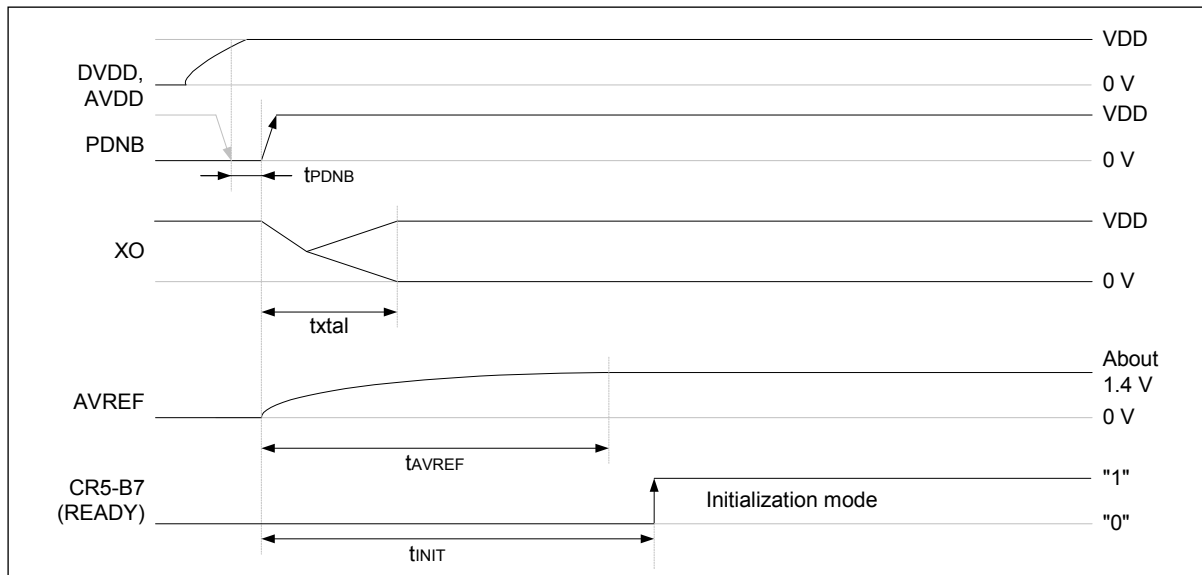 DVDD,
AVDD
VDD
0 V
PDNB
VDD
0 V
tPDNB
XO
VDD
0 V
txtal
AVREF
About
1.4 V
0 V
tAVREF
CR5-B7
(READY)
Initialization mode
"1"
"0"
tINIT